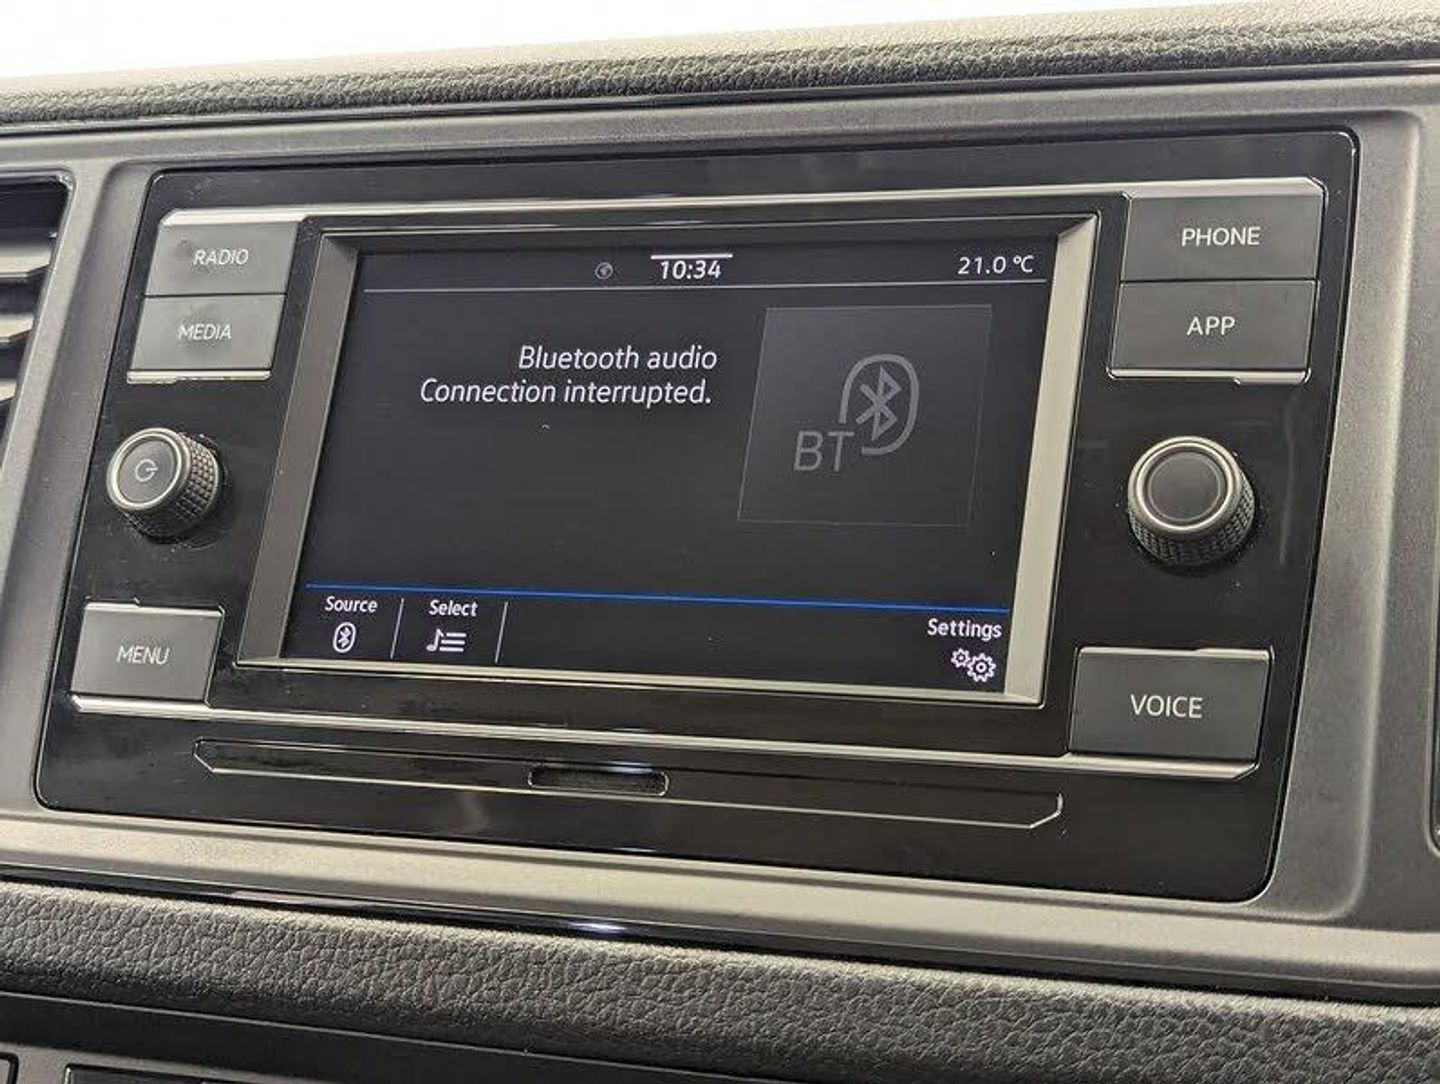 RADIO
MEDIA
MENU
10:34
21.0 °C
Bluetooth audio
Connection interrupted.
BT
Source
Select
Settings
PHONE
APP
VOICE